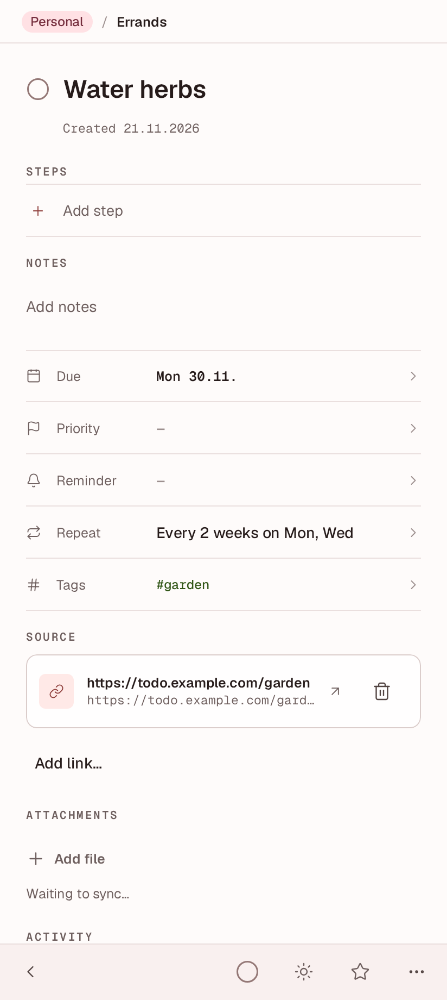 Personal / Errands
Water herbs
Created 21.11.2026
STEPS
+ Add step
NOTES
Add notes
Due Mon 30.11.
Priority –
Reminder –
Repeat Every 2 weeks on Mon, Wed
Tags #garden
SOURCE
https://todo.example.com/garden
https://todo.example.com/gard…
Add link…
ATTACHMENTS
+ Add file
Waiting to sync…
ACTIVITY